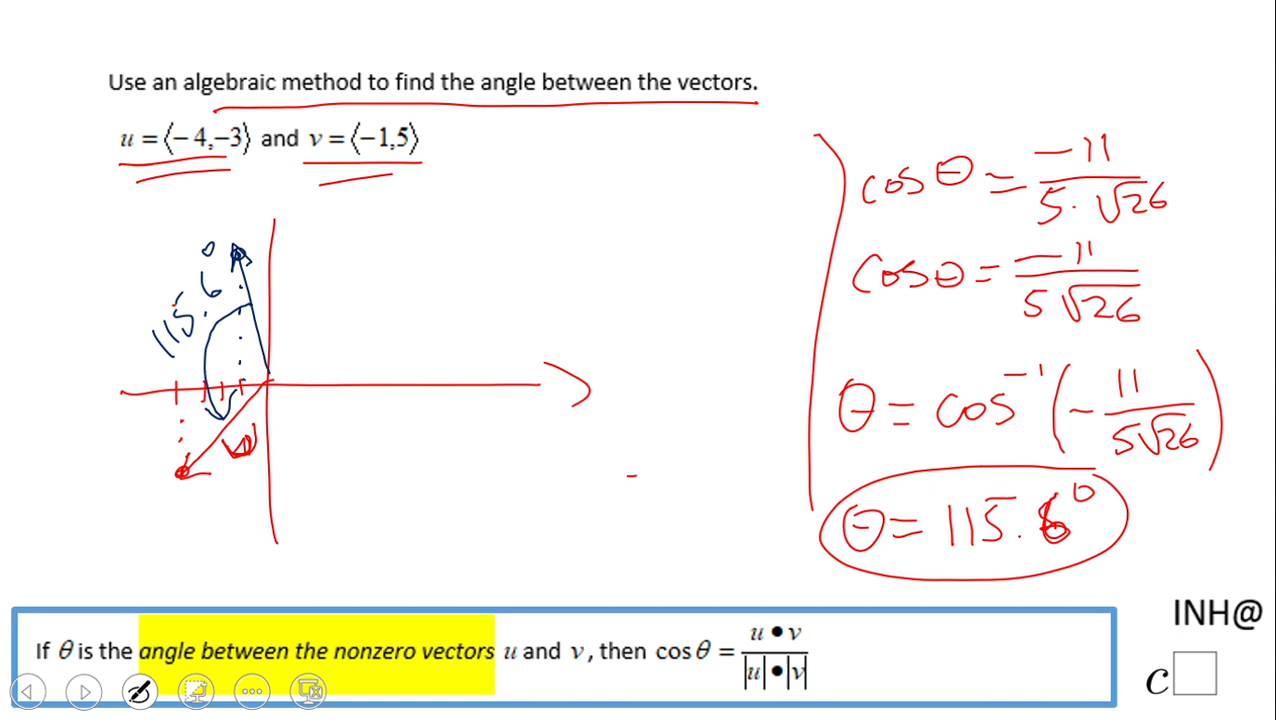 Use an algebraic method to find the angle between the vectors.
u = ⟨−4,−3⟩ and v = ⟨−1,5⟩
115.6°
cos θ = −11 / 5·√26
cos θ = −11 / 5√26
θ = cos⁻¹(−11 / 5√26)
θ = 115.6°
If θ is the angle between the nonzero vectors u and v, then cos θ = u • v / |u| • |v|
INH@
c